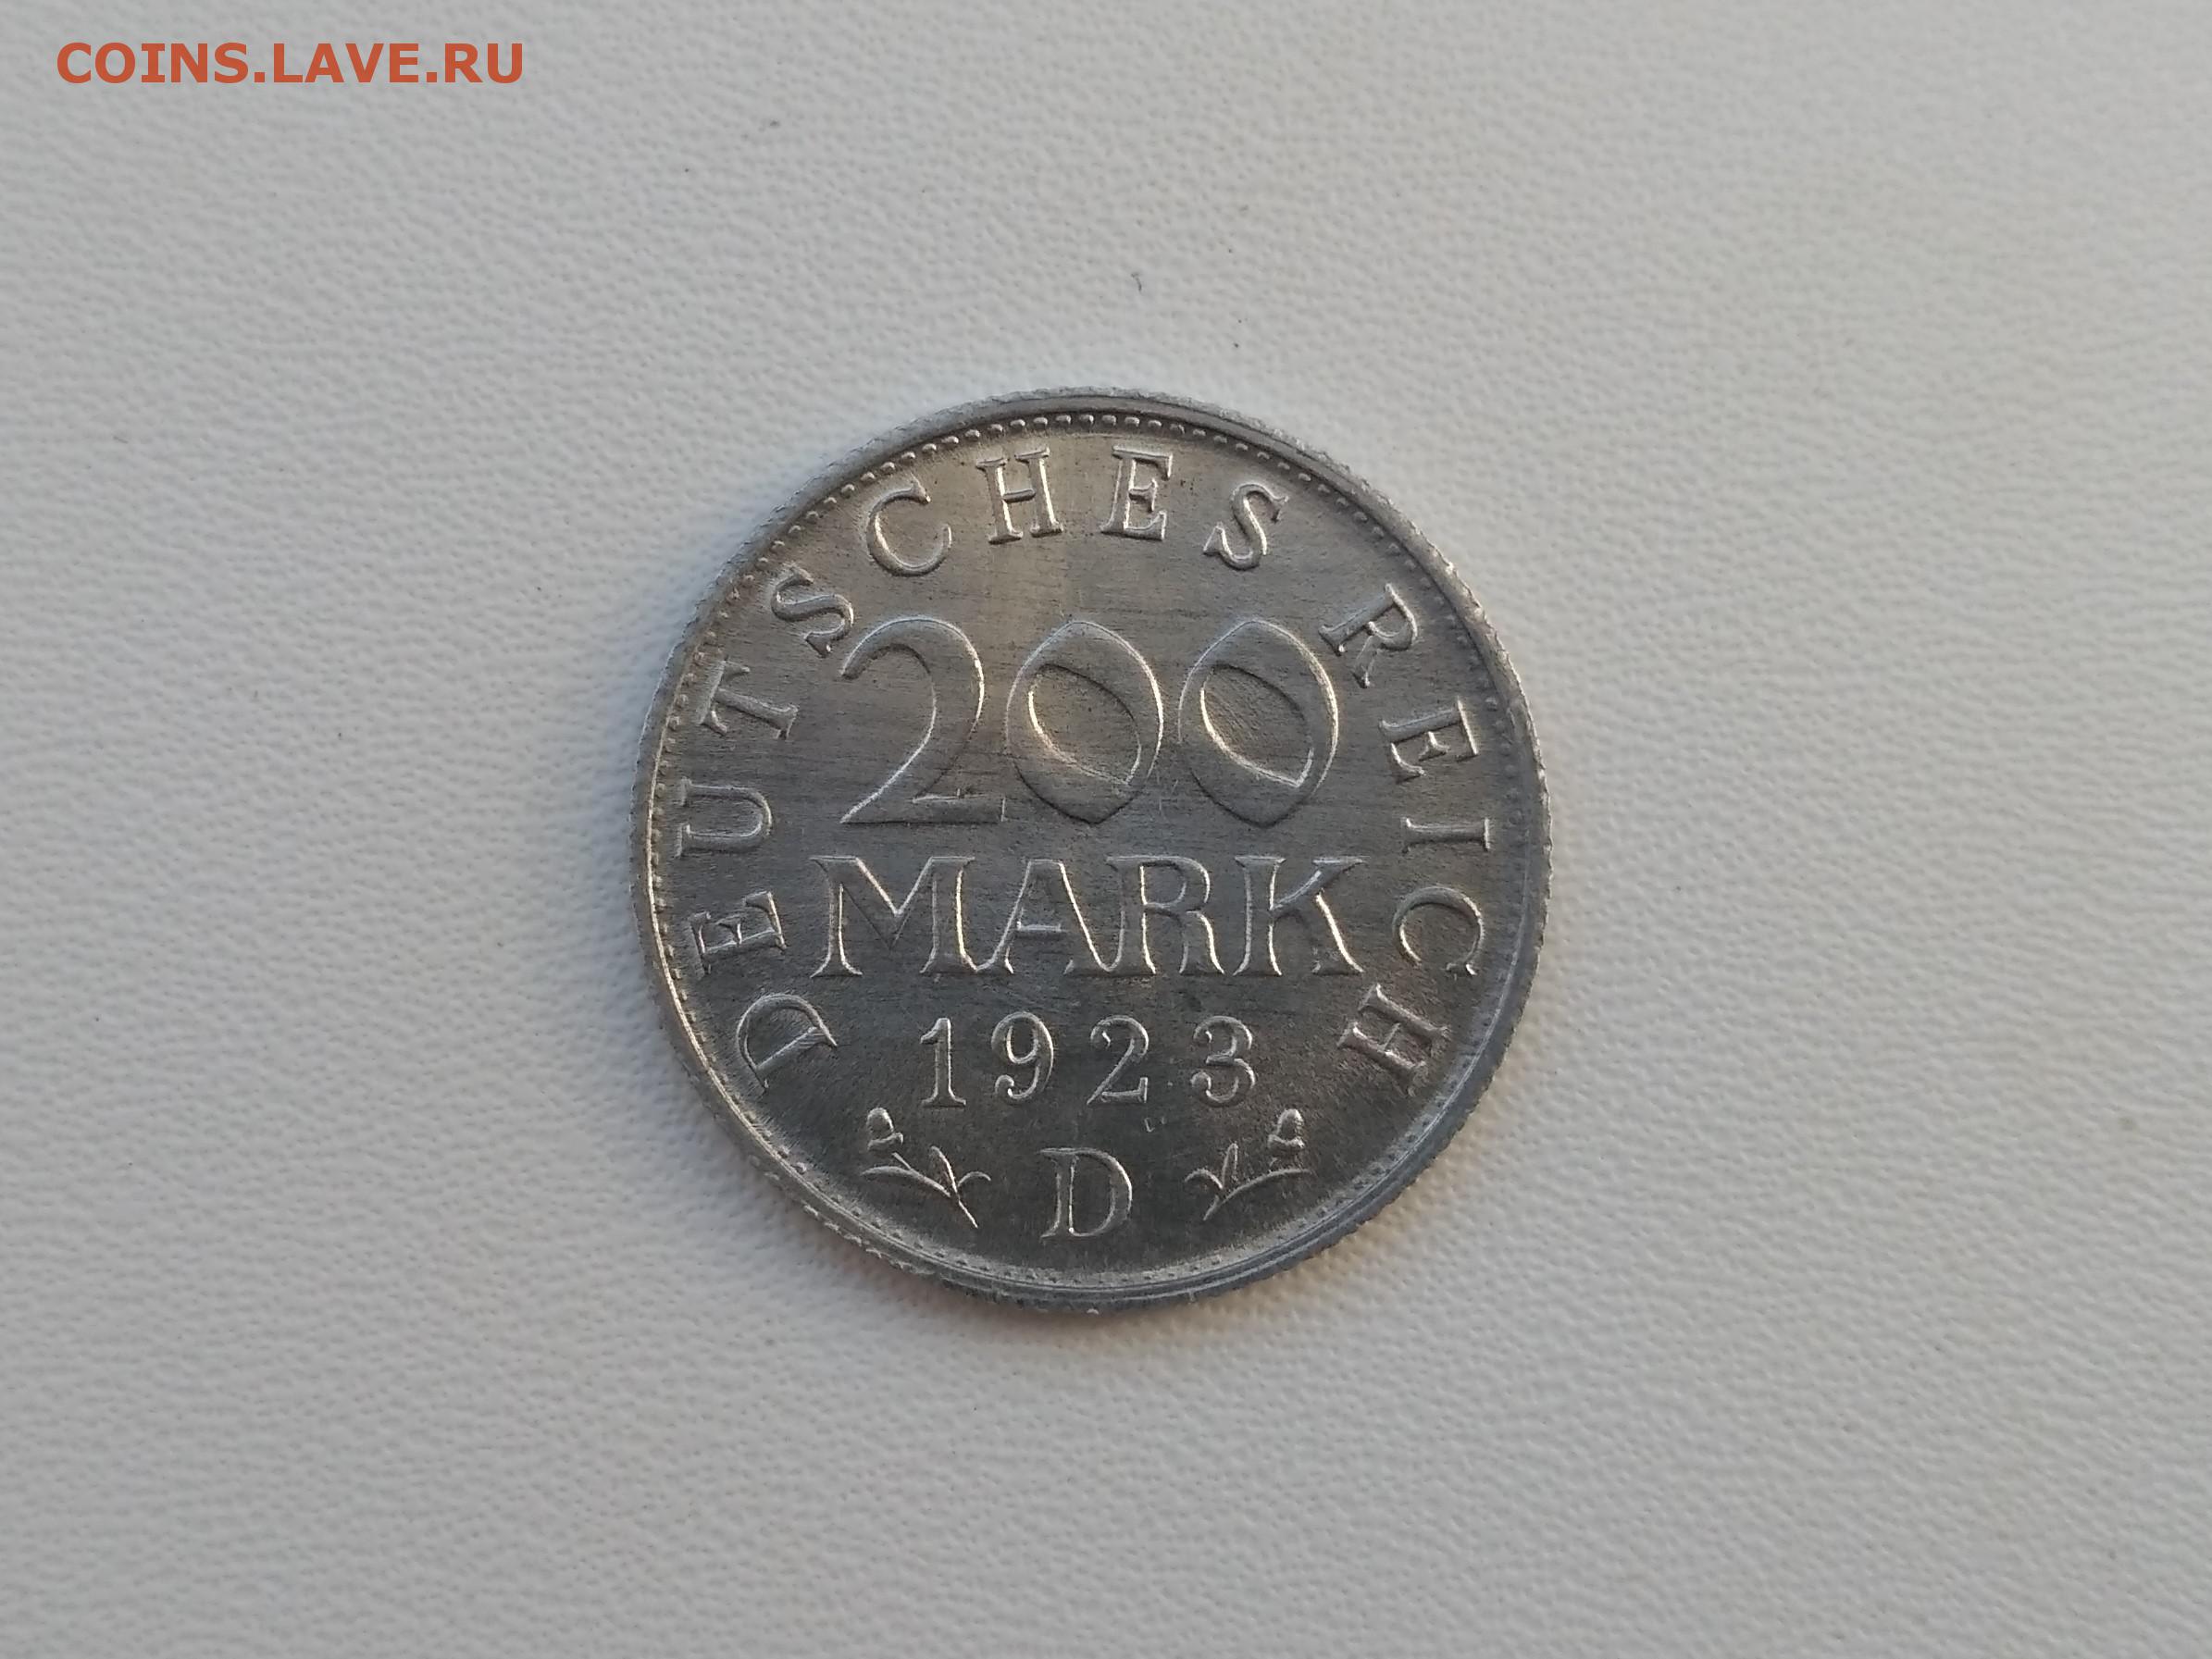 COINS.LAVE.RU
DEUTSCHES REICH
200
MARK
1923
D